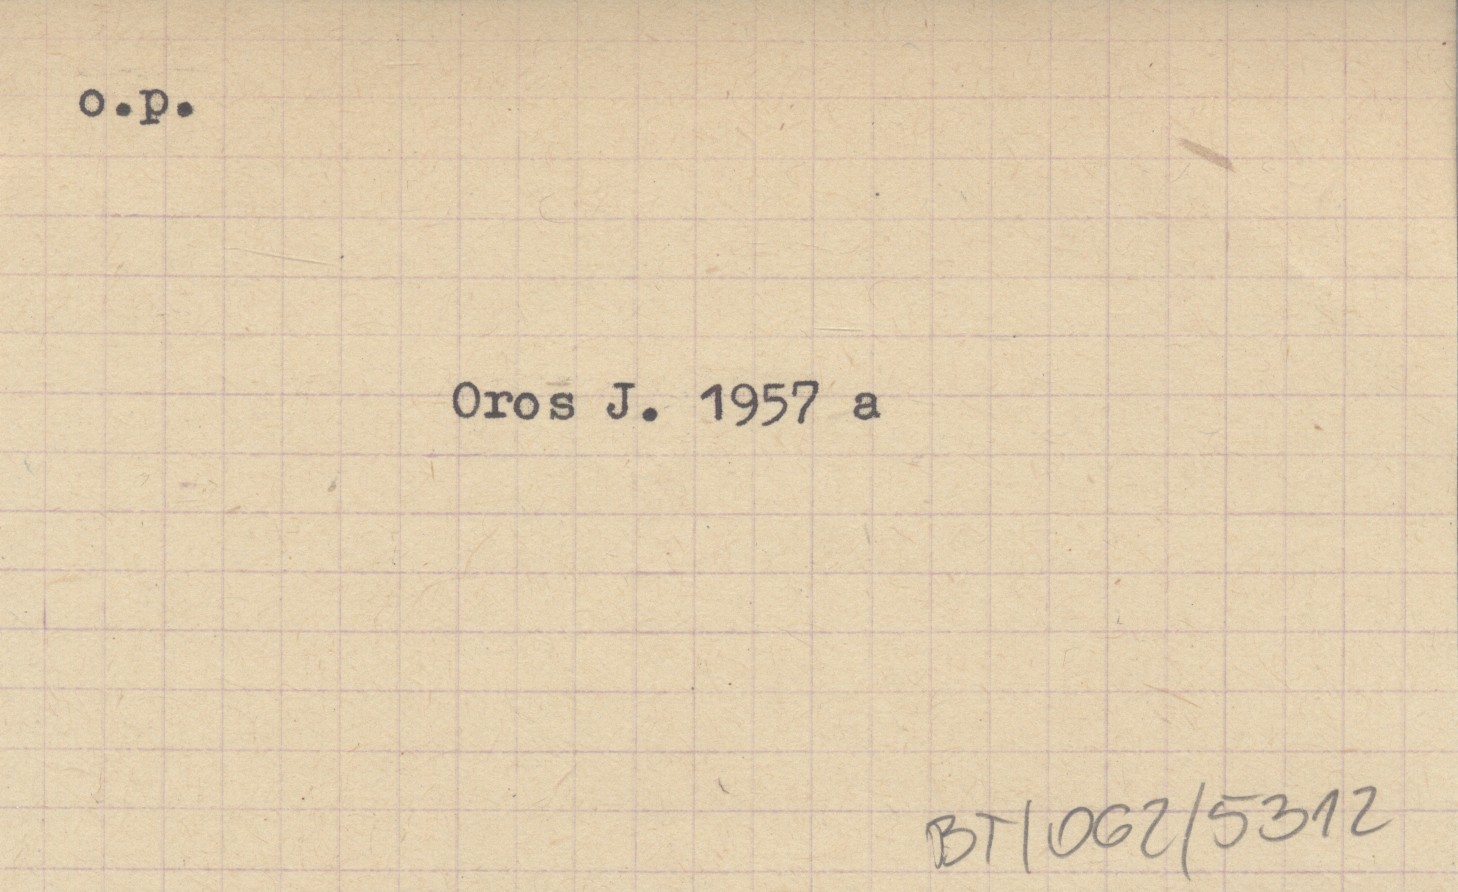 o.p.
Oros J. 1957 a
BT/062/5312